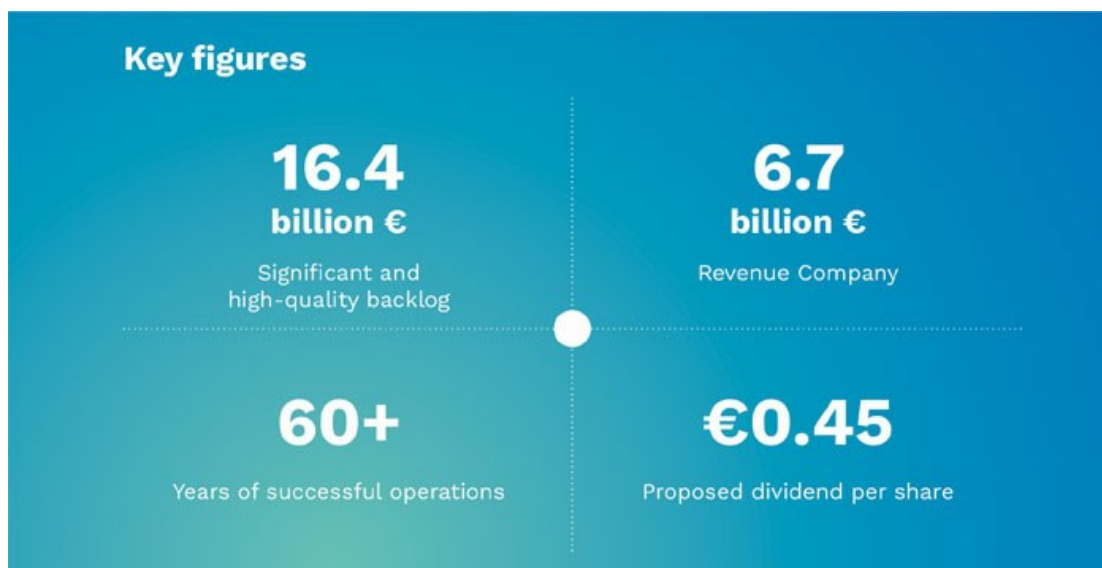 Key figures
16.4
billion €
Significant and
high-quality backlog
6.7
billion €
Revenue Company
60+
Years of successful operations
€0.45
Proposed dividend per share